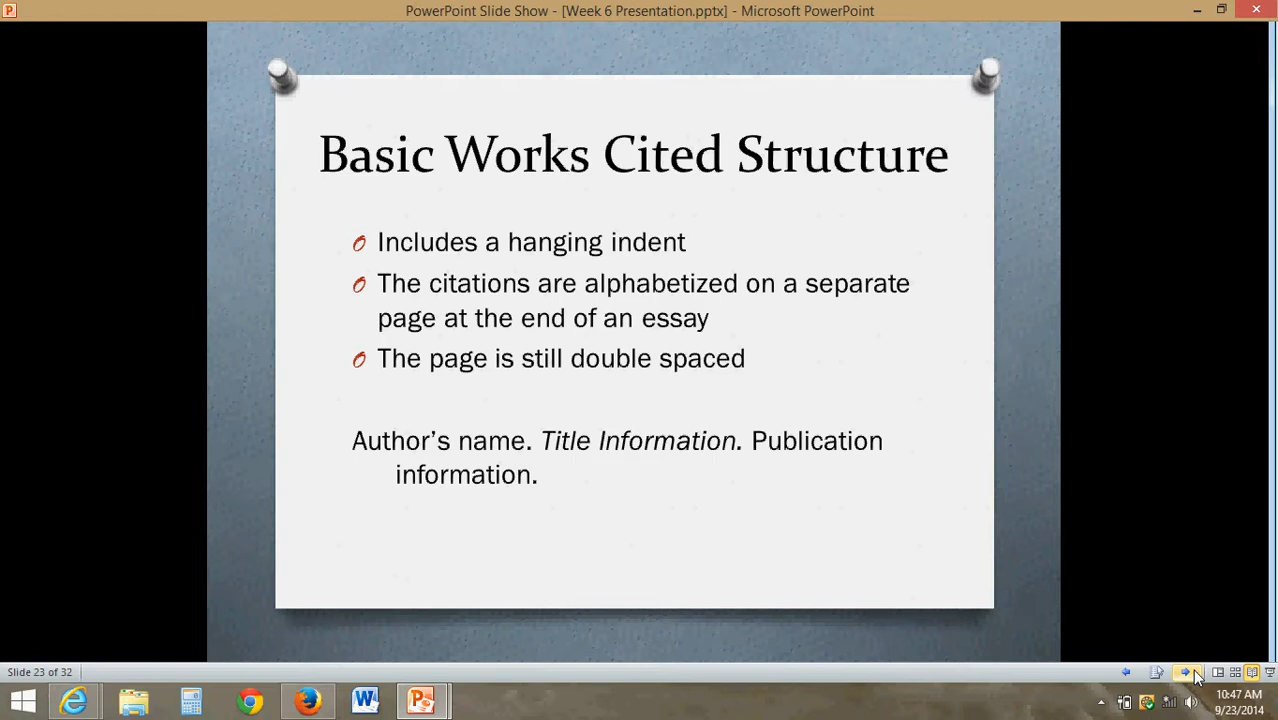 PowerPoint Slide Show - [Week 6 Presentation.pptx] - Microsoft PowerPoint
Basic Works Cited Structure
Includes a hanging indent
The citations are alphabetized on a separate
page at the end of an essay
The page is still double spaced
Author's name. Title Information. Publication
information.
Slide 23 of 32
10:47 AM
9/23/2014